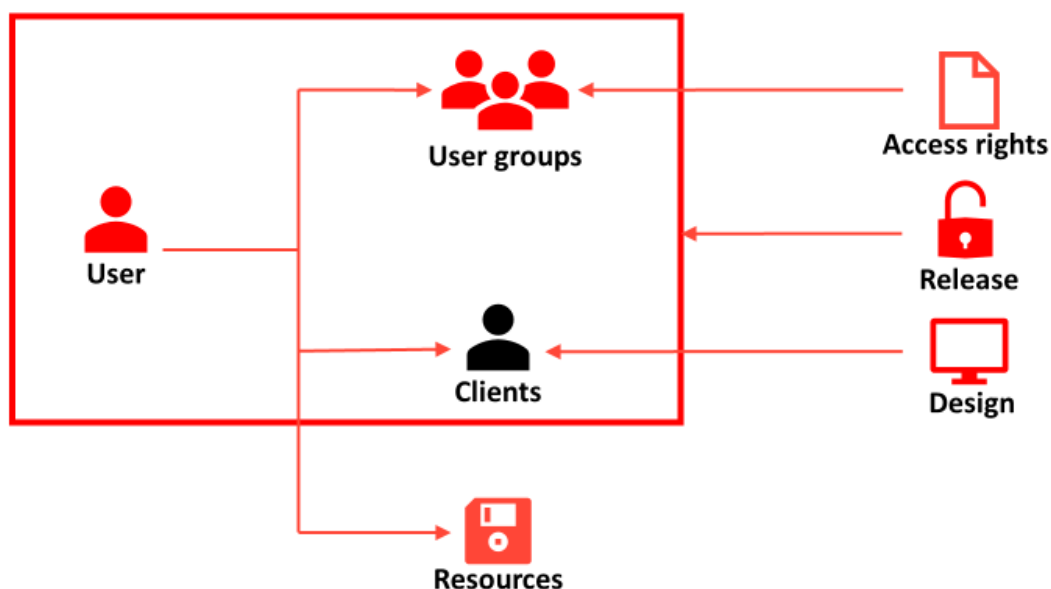 User groups
Access rights
User
Release
Clients
Design
Resources